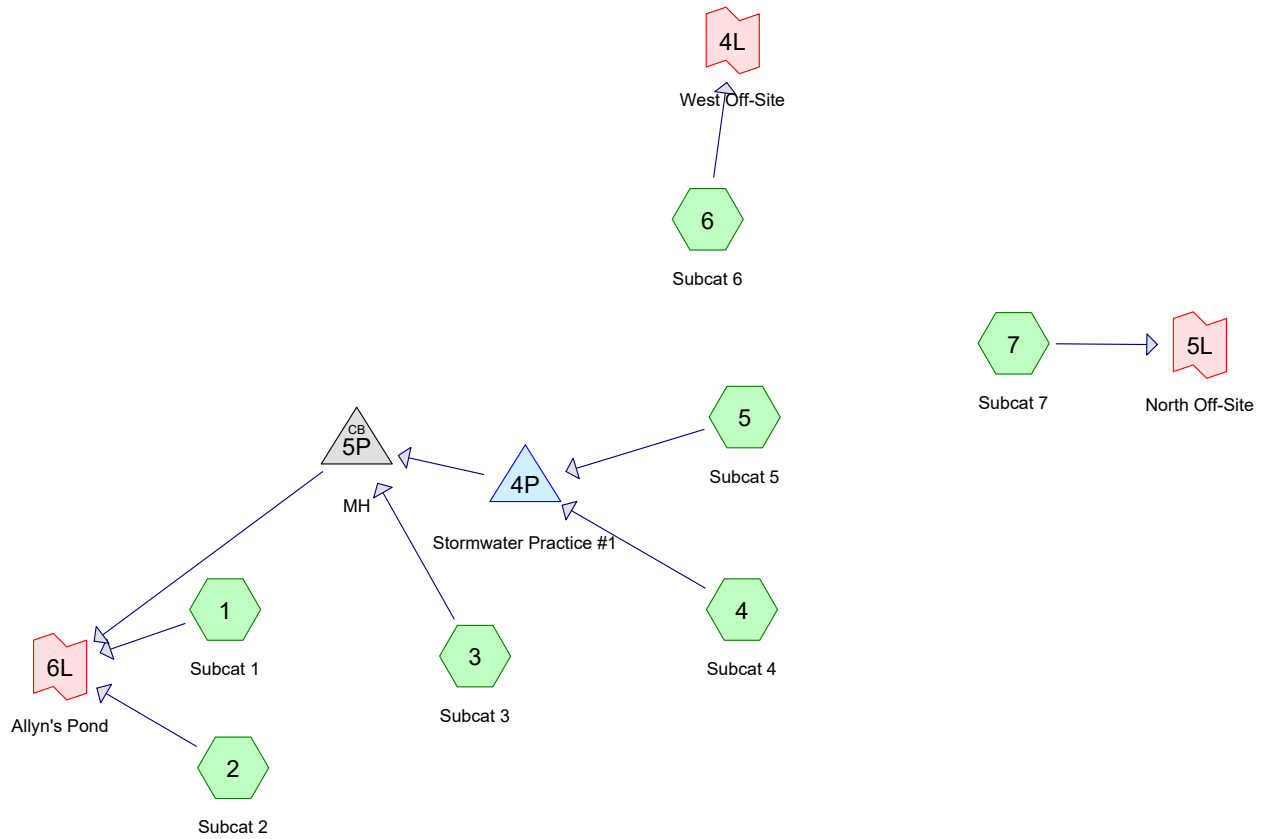 4L
West Off-Site
6
Subcat 6
7
Subcat 7
5L
North Off-Site
5
Subcat 5
CB
5P
MH
4P
Stormwater Practice #1
1
Subcat 1
4
Subcat 4
3
Subcat 3
6L
Allyn's Pond
2
Subcat 2